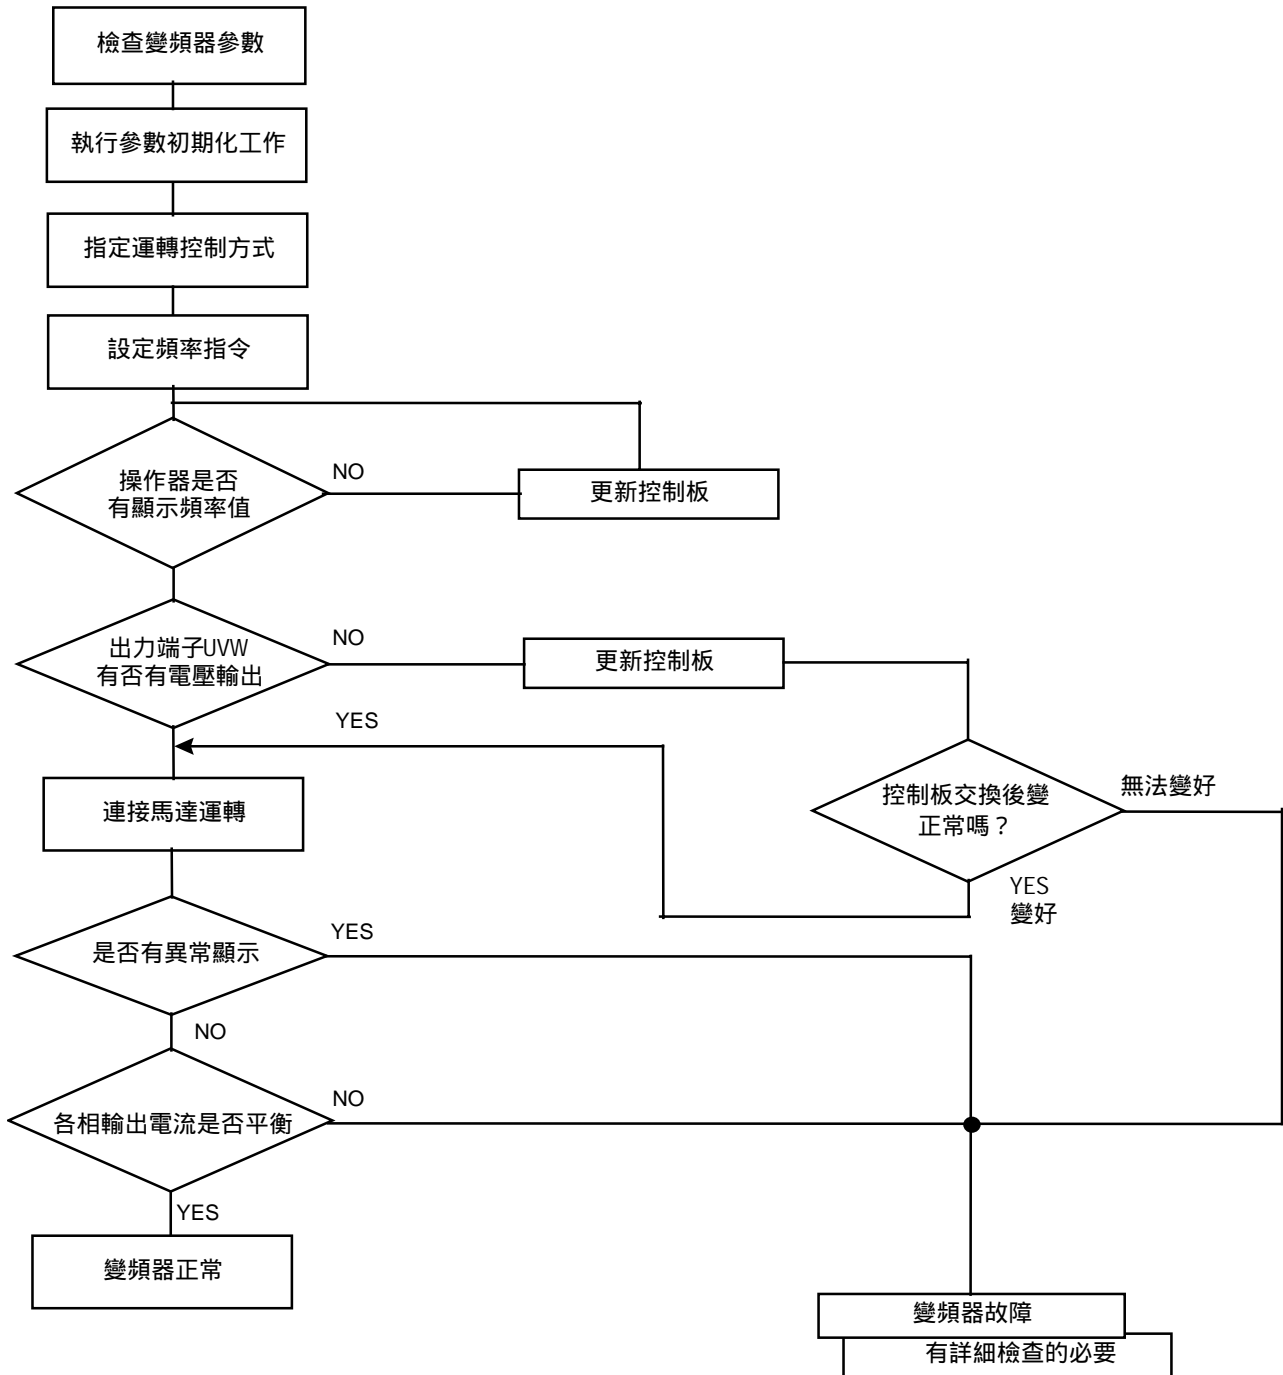 檢查變頻器參數
執行參數初期化工作
指定運轉控制方式
設定頻率指令
操作器是否
有顯示頻率值
NO
更新控制板
出力端子UVW
有否有電壓輸出
NO
更新控制板
YES
控制板交換後變
正常嗎？
無法變好
YES
變好
連接馬達運轉
是否有異常顯示
YES
NO
各相輸出電流是否平衡
NO
YES
變頻器正常
變頻器故障
有詳細檢查的必要